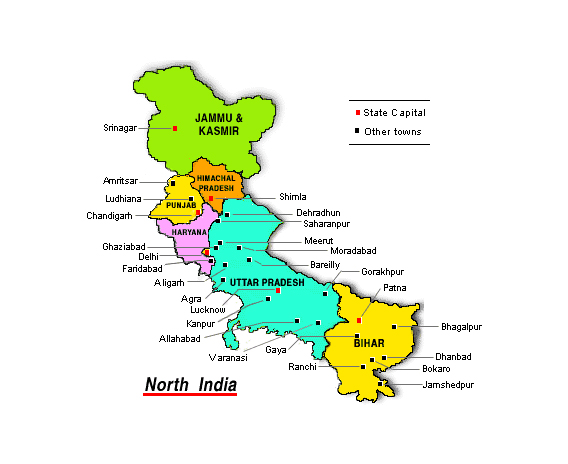 JAMMU &
KASMIR
State Capital
Other towns
Srinagar
HIMACHAL
PRADESH
Amritsar
Ludhiana
PUNJAB
Shimla
Chandigarh
Dehradhun
Saharanpur
HARYANA
Ghaziabad
Delhi
Faridabad
Meerut
Moradabad
Bareilly
Gorakhpur
Aligarh
UTTAR PRADESH
Patna
Agra
Lucknow
Kanpur
Allahabad
Varanasi
Gaya
BIHAR
Bhagalpur
Dhanbad
Ranchi
Bokaro
Jamshedpur
North India